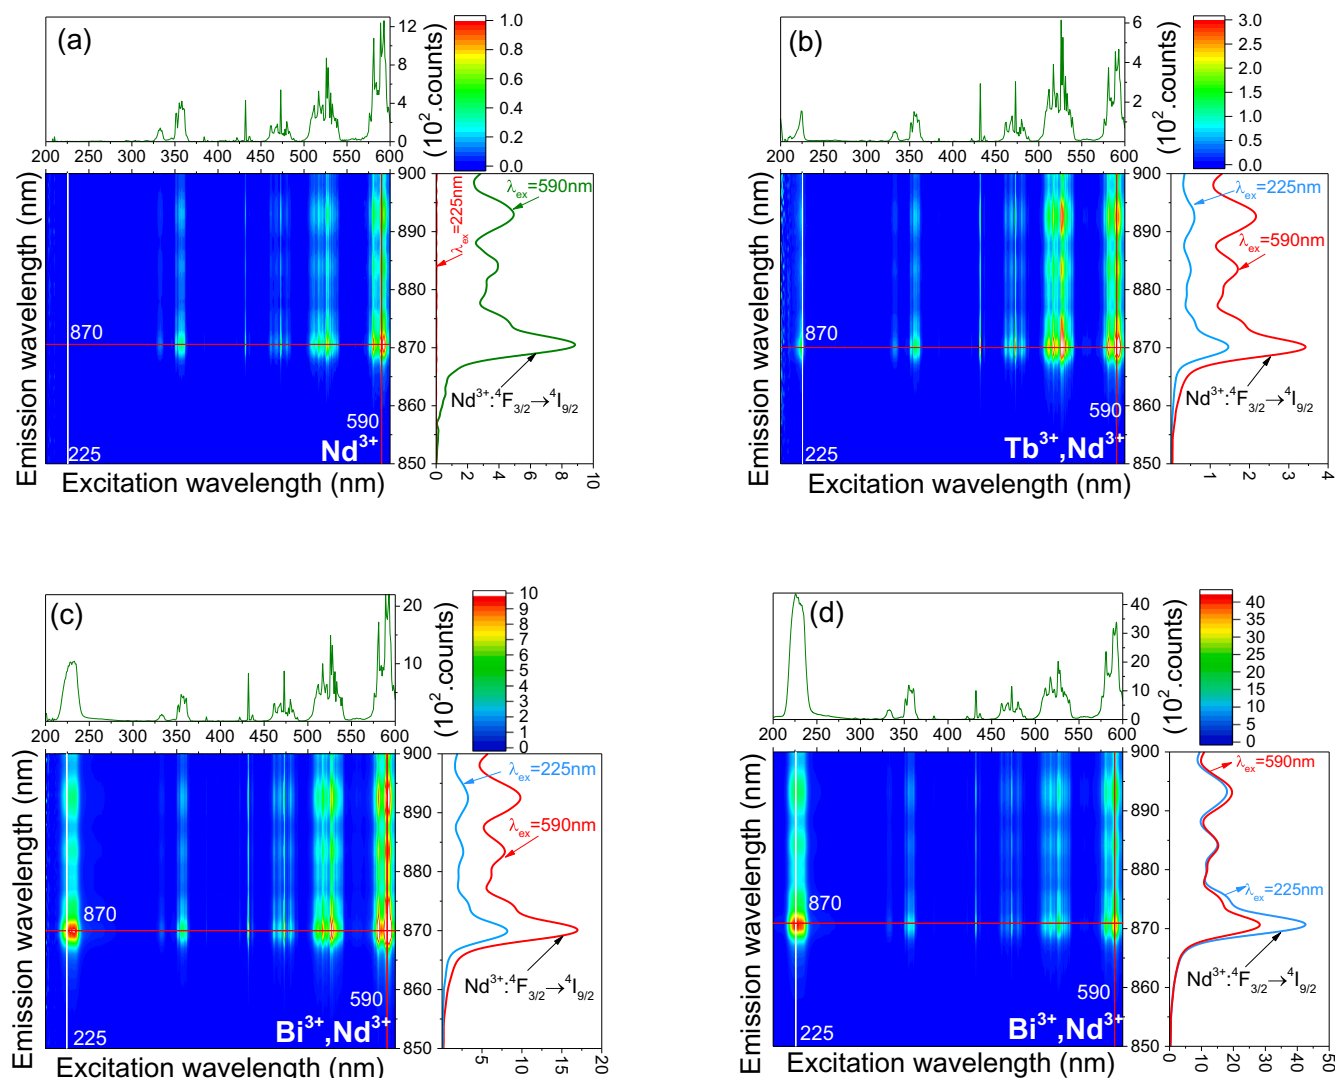 (a)
12
8
4
0
200 250 300 350 400 450 500 550 600
(10².counts)
1.0
0.8
0.6
0.4
0.2
0.0
Emission wavelength (nm)
870
590
225
Nd³⁺
900
890
880
870
860
850
Excitation wavelength (nm)
λex=225nm
λex=590nm
Nd³⁺:⁴F3/2→⁴I9/2
0 2 4 6 8 10
(b)
6
4
2
200 250 300 350 400 450 500 550 600
(10².counts)
3.0
2.5
2.0
1.5
1.0
0.5
0.0
Emission wavelength (nm)
870
590
225
Tb³⁺,Nd³⁺
900
890
880
870
860
850
Excitation wavelength (nm)
λex=225nm
λex=590nm
Nd³⁺:⁴F3/2→⁴I9/2
1 2 3 4
(c)
20
10
0
200 250 300 350 400 450 500 550 600
(10².counts)
10
9
8
7
6
5
4
3
2
1
0
Emission wavelength (nm)
870
590
225
Bi³⁺,Nd³⁺
900
890
880
870
860
850
Excitation wavelength (nm)
λex=225nm
λex=590nm
Nd³⁺:⁴F3/2→⁴I9/2
5 10 15 20
(d)
40
30
20
10
0
200 250 300 350 400 450 500 550 600
(10².counts)
40
35
30
25
20
15
10
5
0
Emission wavelength (nm)
870
590
225
Bi³⁺,Nd³⁺
900
890
880
870
860
850
Excitation wavelength (nm)
λex=590nm
λex=225nm
Nd³⁺:⁴F3/2→⁴I9/2
0 10 20 30 40 50